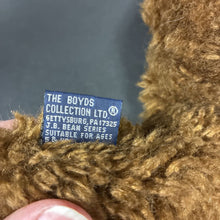 THE BOYDS
COLLECTION LTD®
GETTYSBURG, PA 17325
J.B. BEAN SERIES
SUITABLE FOR AGES